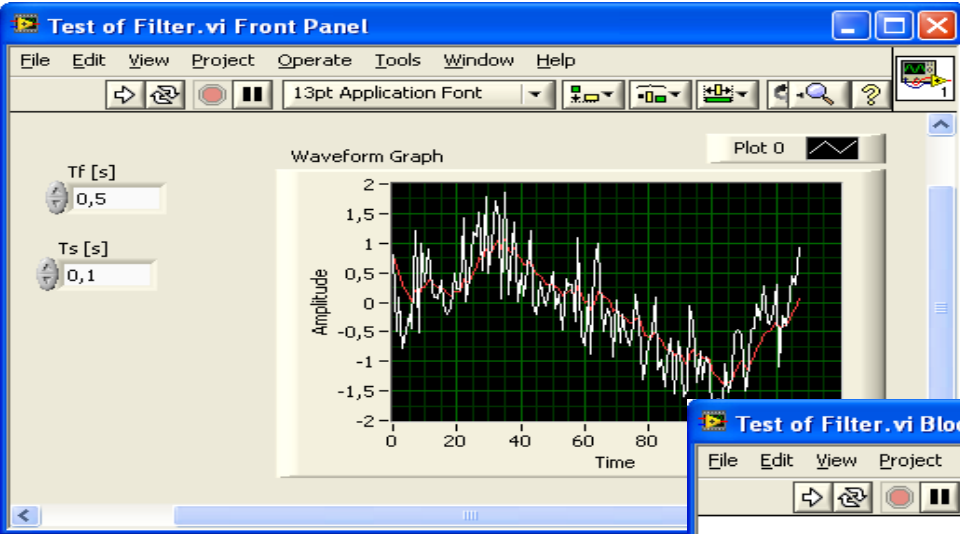 Test of Filter.vi Front Panel
File Edit View Project Operate Tools Window Help
13pt Application Font
1
Plot 0
Waveform Graph
Tf [s]
0,5
Ts [s]
0,1
Amplitude
2
1,5
1
0,5
0
-0,5
-1
-1,5
-2
0 20 40 60 80
Time
Test of Filter.vi Bloc
File Edit View Project